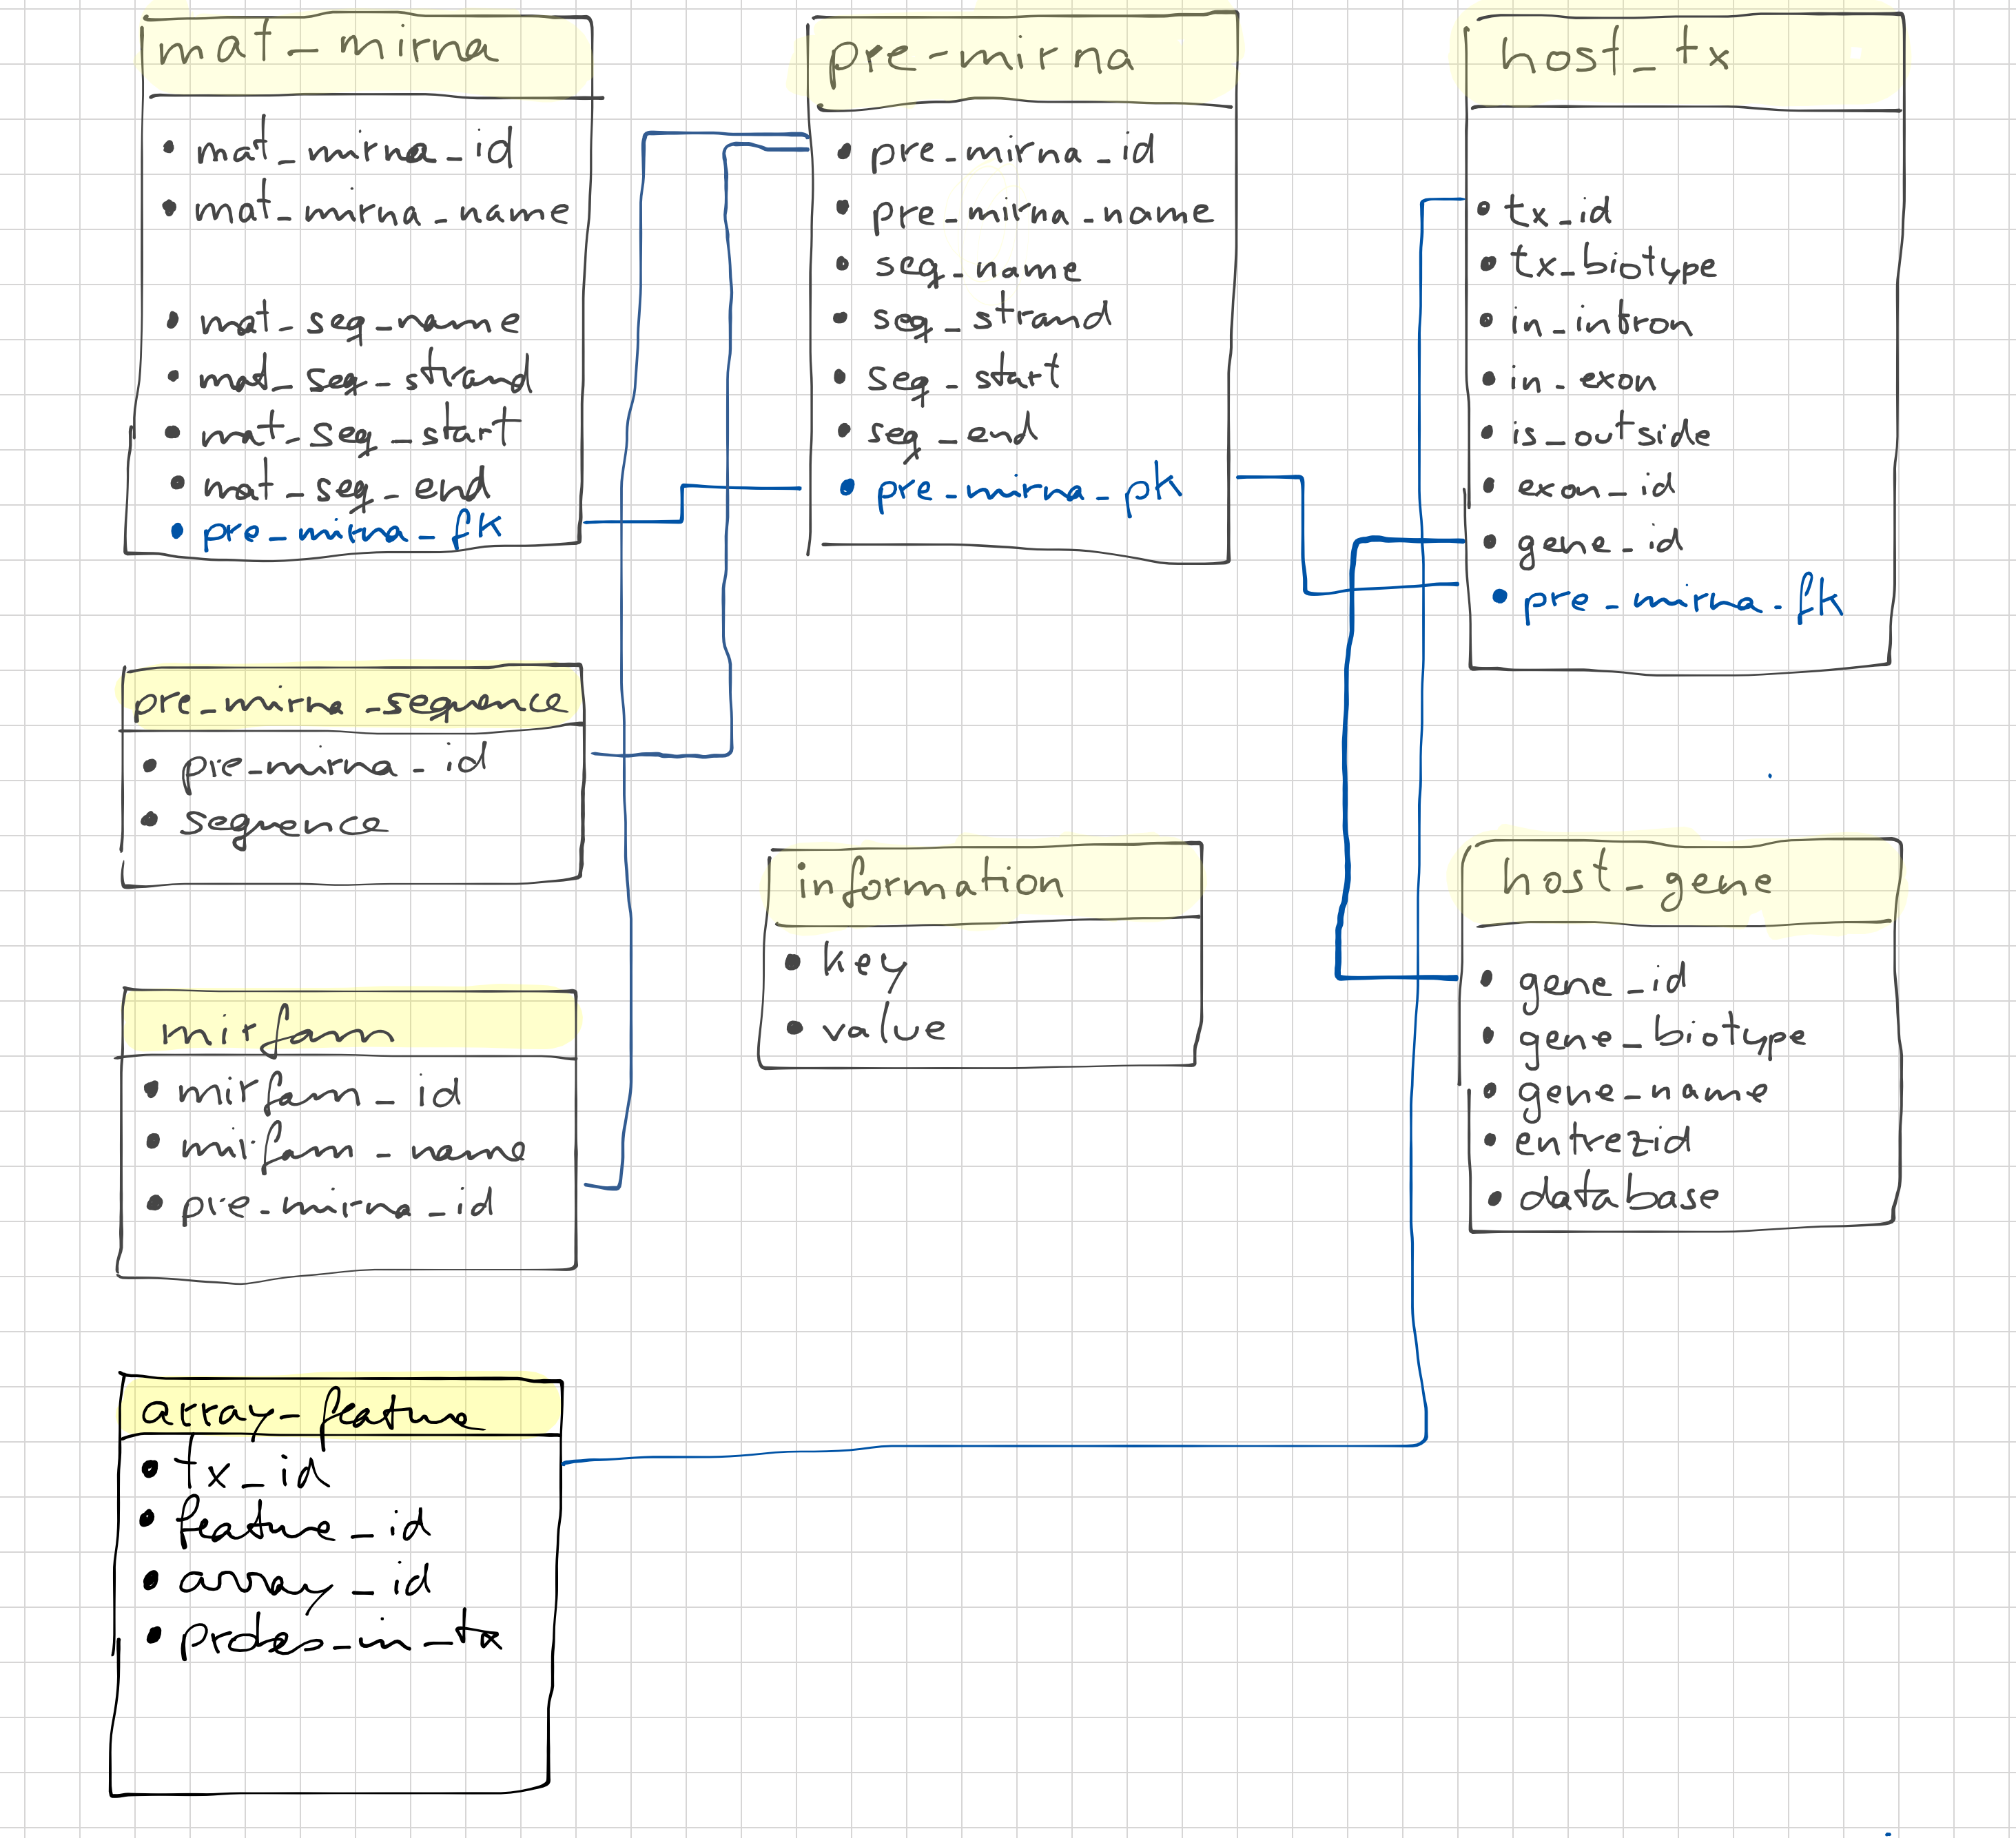 mat_mirna
mat_mirna_id
mat_mirna_name
mat_seq_name
mat_seq_strand
mat_seq_start
mat_seq_end
pre_mirna_fk
pre-mirna
pre_mirna_id
pre_mirna_name
seq_name
seq_strand
seq_start
seq_end
pre_mirna_pk
host_tx
tx_id
tx_biotype
in_intron
in_exon
is_outside
exon_id
gene_id
pre_mirna_fk
pre_mirna_sequence
pre_mirna_id
sequence
information
key
value
host_gene
gene_id
gene_biotype
gene_name
entrezid
database
mirfam
mirfam_id
mirfam_name
pre_mirna_id
array_feature
tx_id
feature_id
array_id
probes_in_tx